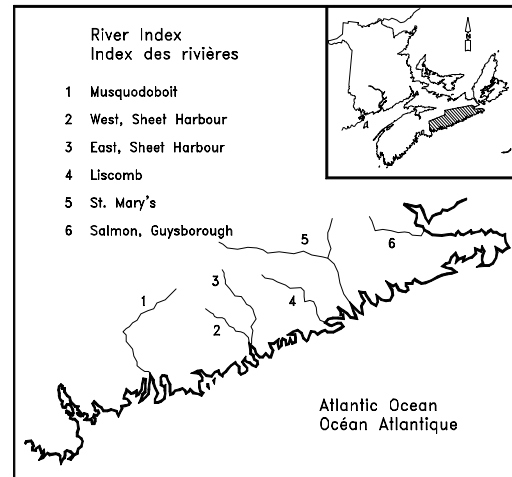 River Index
Index des rivières
1 Musquodoboit
2 West, Sheet Harbour
3 East, Sheet Harbour
4 Liscomb
5 St. Mary's
6 Salmon, Guysborough
N
5
6
3
1
4
2
Atlantic Ocean
Océan Atlantique